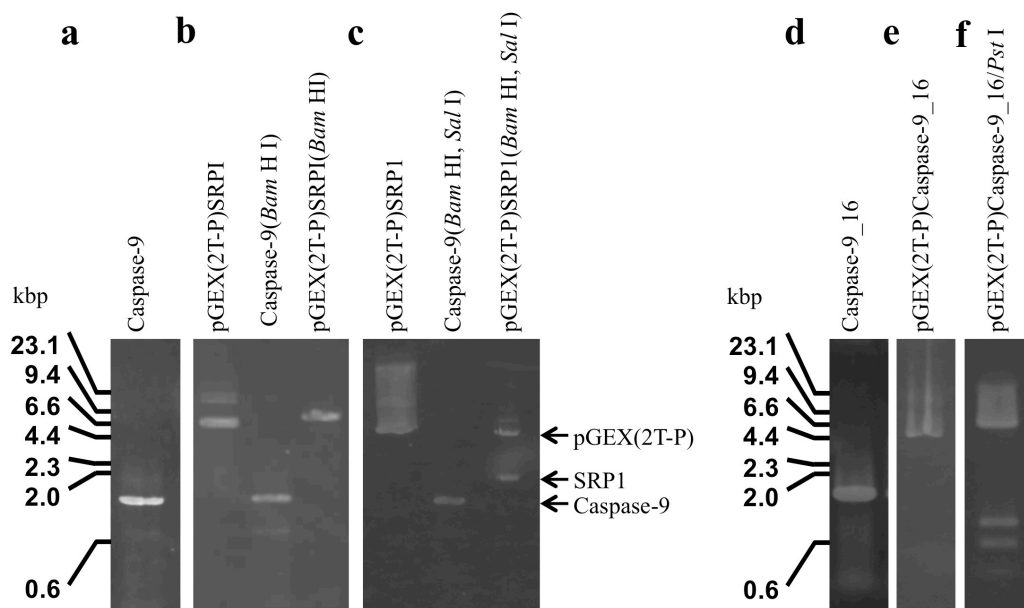 a
b
c
d
e
f
kbp
Caspase-9
pGEX(2T-P)SRPI
Caspase-9(Bam H I)
pGEX(2T-P)SRPI(Bam HI)
pGEX(2T-P)SRP1
Caspase-9(Bam HI, Sal I)
pGEX(2T-P)SRP1(Bam HI, Sal I)
23.1
9.4
6.6
4.4
2.3
2.0
0.6
pGEX(2T-P)
SRP1
Caspase-9
kbp
Caspase-9_16
pGEX(2T-P)Caspase-9_16
pGEX(2T-P)Caspase-9_16/Pst I
23.1
9.4
6.6
4.4
2.3
2.0
0.6